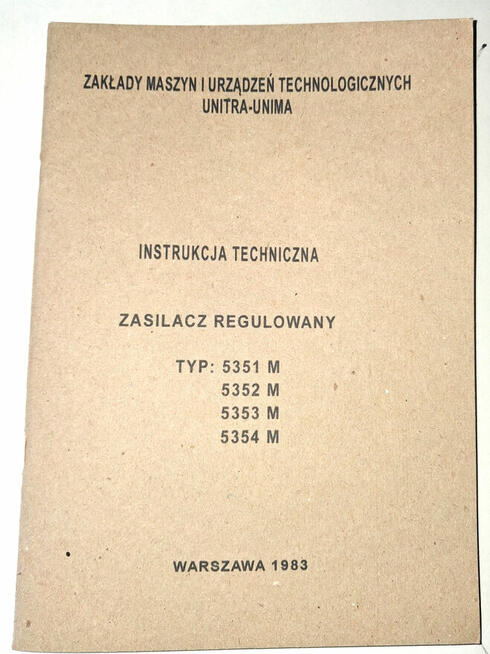 ZAKŁADY MASZYN I URZĄDZEŃ TECHNOLOGICZNYCH
UNITRA-UNIMA
INSTRUKCJA TECHNICZNA
ZASILACZ REGULOWANY
TYP: 5351 M
5352 M
5353 M
5354 M
WARSZAWA 1983